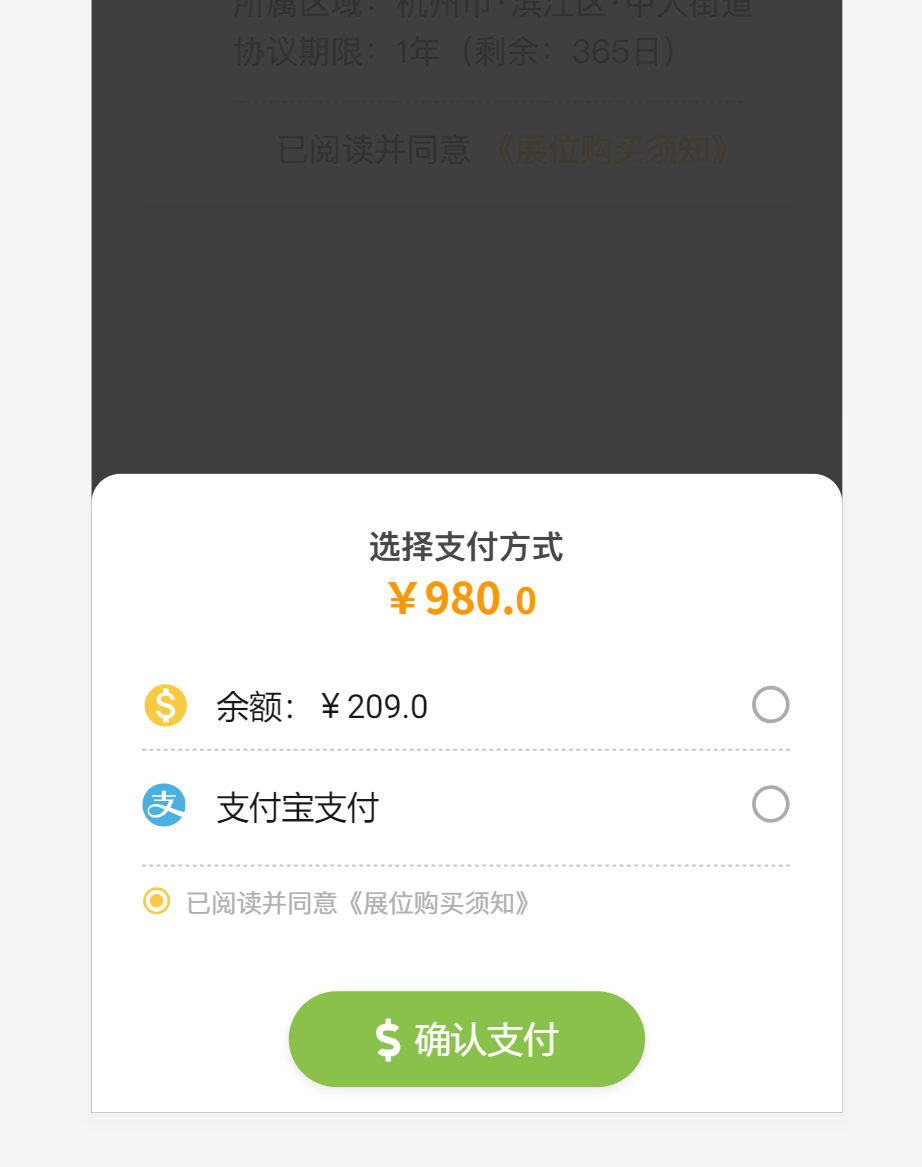 所属区域：杭州市·滨江区·中大街道
协议期限：1年（剩余：365日）
已阅读并同意 《展位购买须知》
选择支付方式
￥980.0
余额：￥209.0
支付宝支付
已阅读并同意《展位购买须知》
确认支付